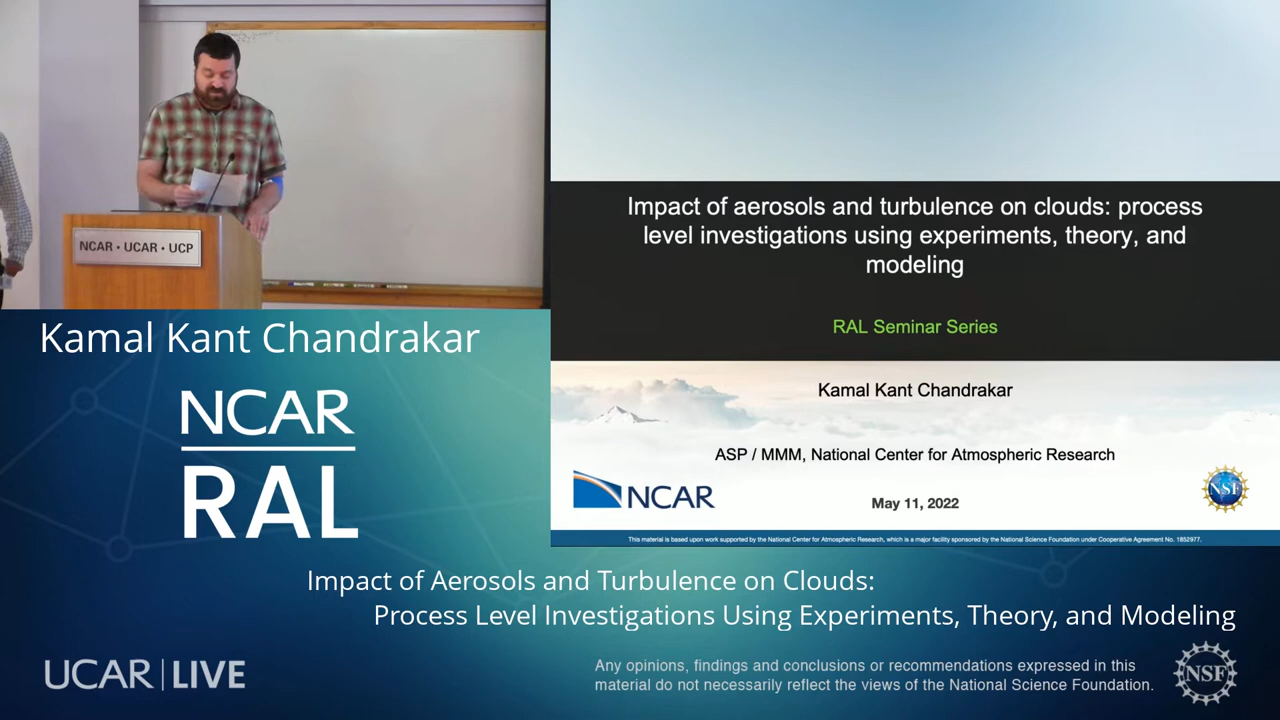 NCAR • UCAR • UCP
Kamal Kant Chandrakar
NCAR
RAL
Impact of aerosols and turbulence on clouds: process
level investigations using experiments, theory, and
modeling
RAL Seminar Series
Kamal Kant Chandrakar
ASP / MMM, National Center for Atmospheric Research
NCAR
May 11, 2022
NSF
This material is based upon work supported by the National Center for Atmospheric Research, which is a major facility sponsored by the National Science Foundation under Cooperative Agreement No. 1852977.
Impact of Aerosols and Turbulence on Clouds:
Process Level Investigations Using Experiments, Theory, and Modeling
UCAR | LIVE
Any opinions, findings and conclusions or recommendations expressed in this
material do not necessarily reflect the views of the National Science Foundation.
NSF